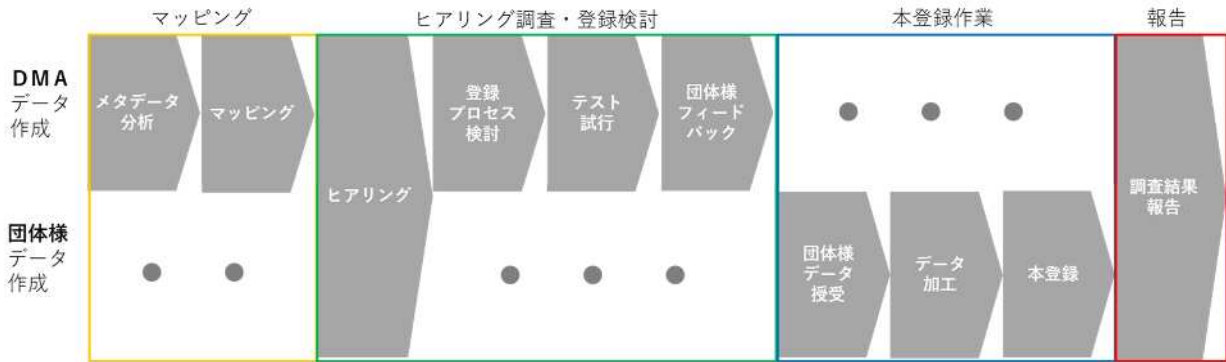 マッピング
ヒアリング調査・登録検討
本登録作業
報告
DMA
データ
作成
メタデータ
分析
マッピング
ヒアリング
登録
プロセス
検討
テスト
試行
団体様
フィード
バック
調査結果
報告
団体様
データ
作成
団体様
データ
授受
データ
加工
本登録